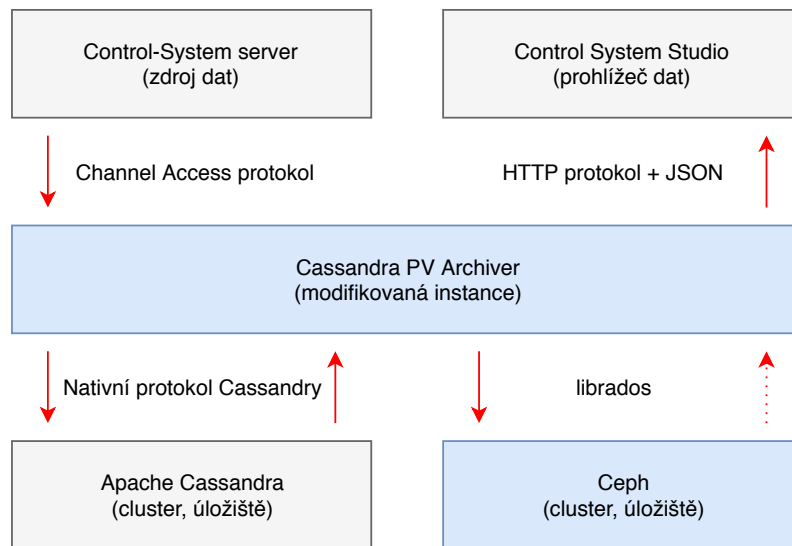 Control-System server
(zdroj dat)
Control System Studio
(prohlížeč dat)
Channel Access protokol
HTTP protokol + JSON
Cassandra PV Archiver
(modifikovaná instance)
Nativní protokol Cassandry
librados
Apache Cassandra
(cluster, úložiště)
Ceph
(cluster, úložiště)